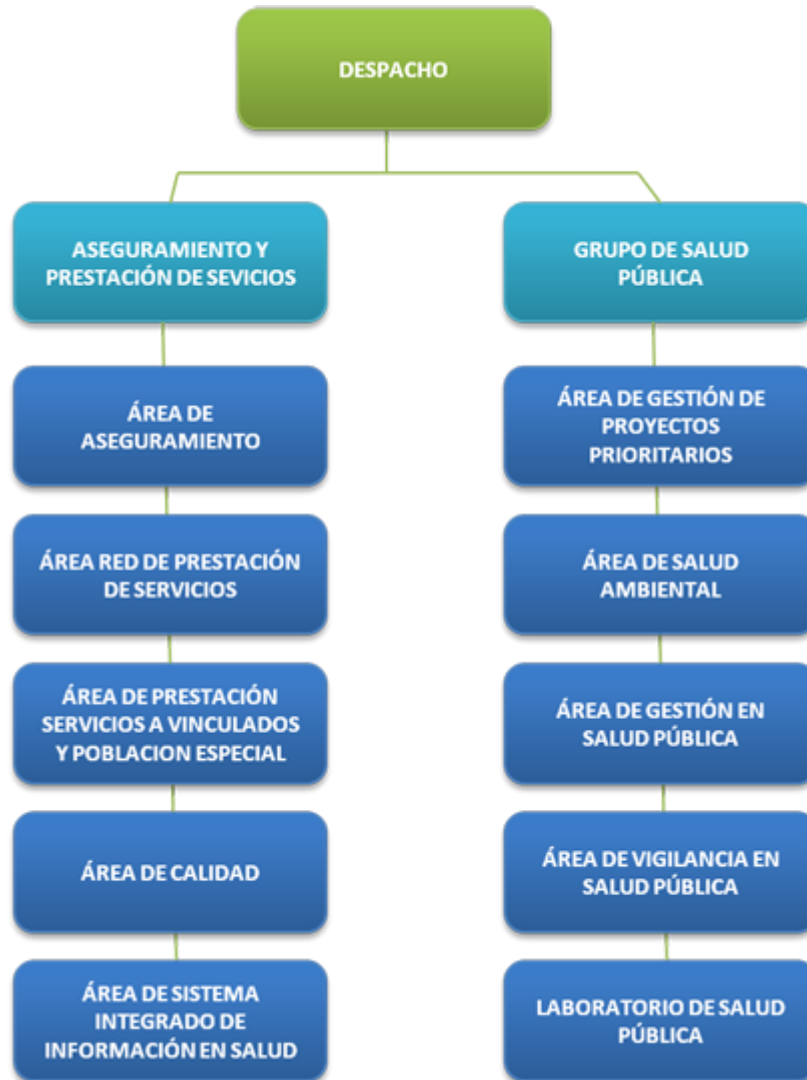 DESPACHO
ASEGURAMIENTO Y
PRESTACIÓN DE SEVICIOS
ÁREA DE
ASEGURAMIENTO
ÁREA RED DE PRESTACIÓN
DE SERVICIOS
ÁREA DE PRESTACIÓN
SERVICIOS A VINCULADOS
Y POBLACION ESPECIAL
ÁREA DE CALIDAD
ÁREA DE SISTEMA
INTEGRADO DE
INFORMACIÓN EN SALUD
GRUPO DE SALUD
PÚBLICA
ÁREA DE GESTIÓN DE
PROYECTOS
PRIORITARIOS
ÁREA DE SALUD
AMBIENTAL
ÁREA DE GESTIÓN EN
SALUD PÚBLICA
ÁREA DE VIGILANCIA EN
SALUD PÚBLICA
LABORATORIO DE SALUD
PÚBLICA